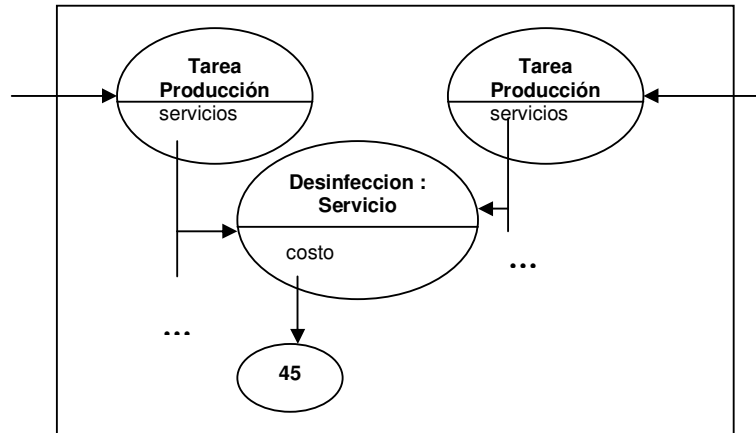 Tarea
Producción
servicios
Tarea
Producción
servicios
Desinfeccion :
Servicio
costo
...
...
45